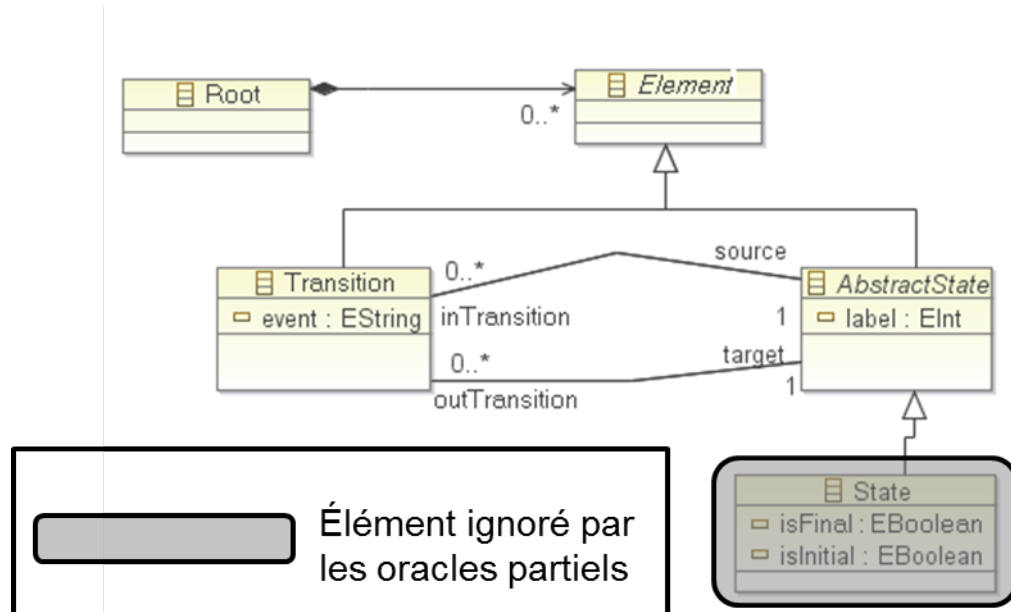 Root
Element
0..*
Transition
event : EString
0..*
source
inTransition
1
AbstractState
label : EInt
0..*
target
outTransition
1
State
isFinal : EBoolean
isInitial : EBoolean
Élément ignoré par
les oracles partiels